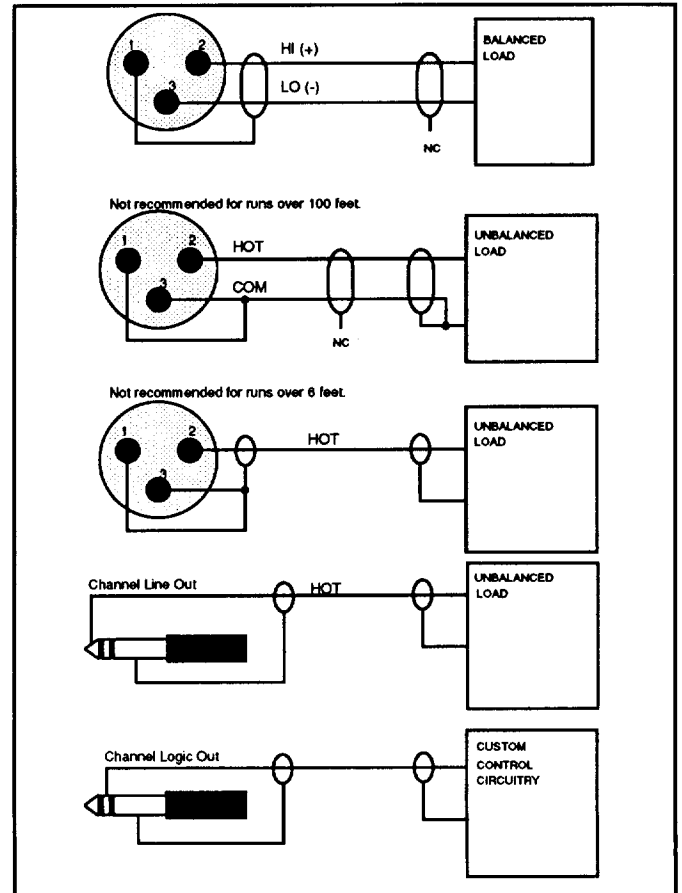 1
2
3
HI (+)
LO (-)
NC
BALANCED
LOAD
Not recommended for runs over 100 feet.
1
2
3
HOT
COM
NC
UNBALANCED
LOAD
Not recommended for runs over 6 feet.
1
2
3
HOT
UNBALANCED
LOAD
Channel Line Out
HOT
UNBALANCED
LOAD
Channel Logic Out
CUSTOM
CONTROL
CIRCUITRY